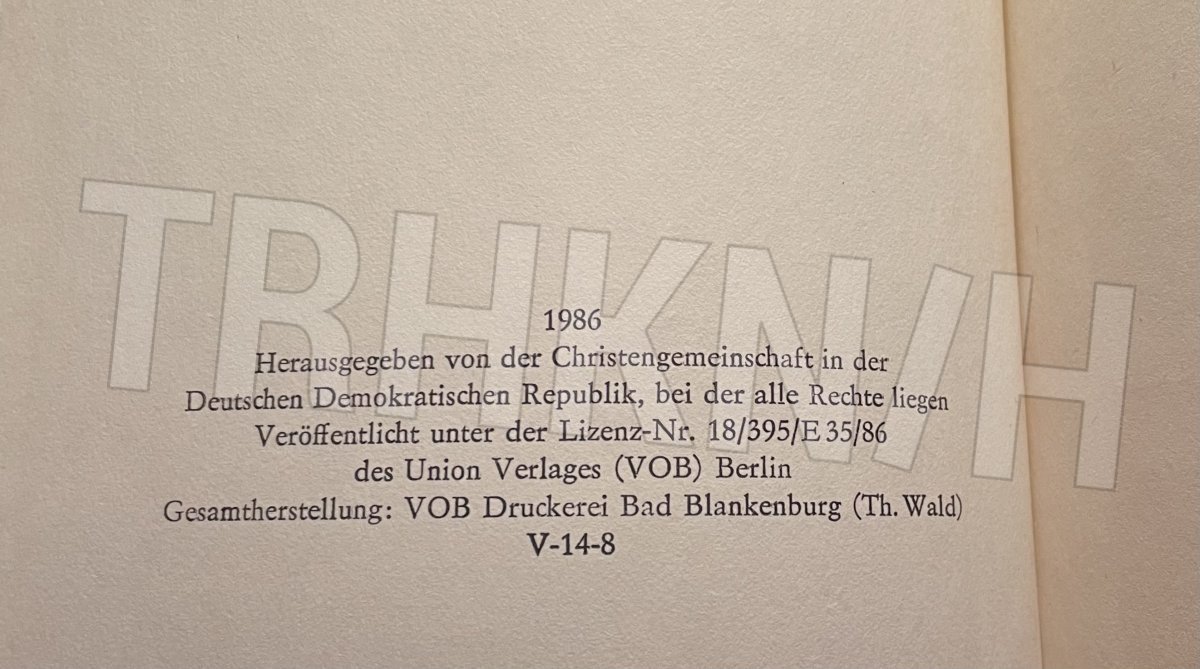 TRHKN/H
1986
Herausgegeben von der Christengemeinschaft in der
Deutschen Demokratischen Republik, bei der alle Rechte liegen
Veröffentlicht unter der Lizenz-Nr. 18/395/E 35/86
des Union Verlages (VOB) Berlin
Gesamtherstellung: VOB Druckerei Bad Blankenburg (Th. Wald)
V-14-8